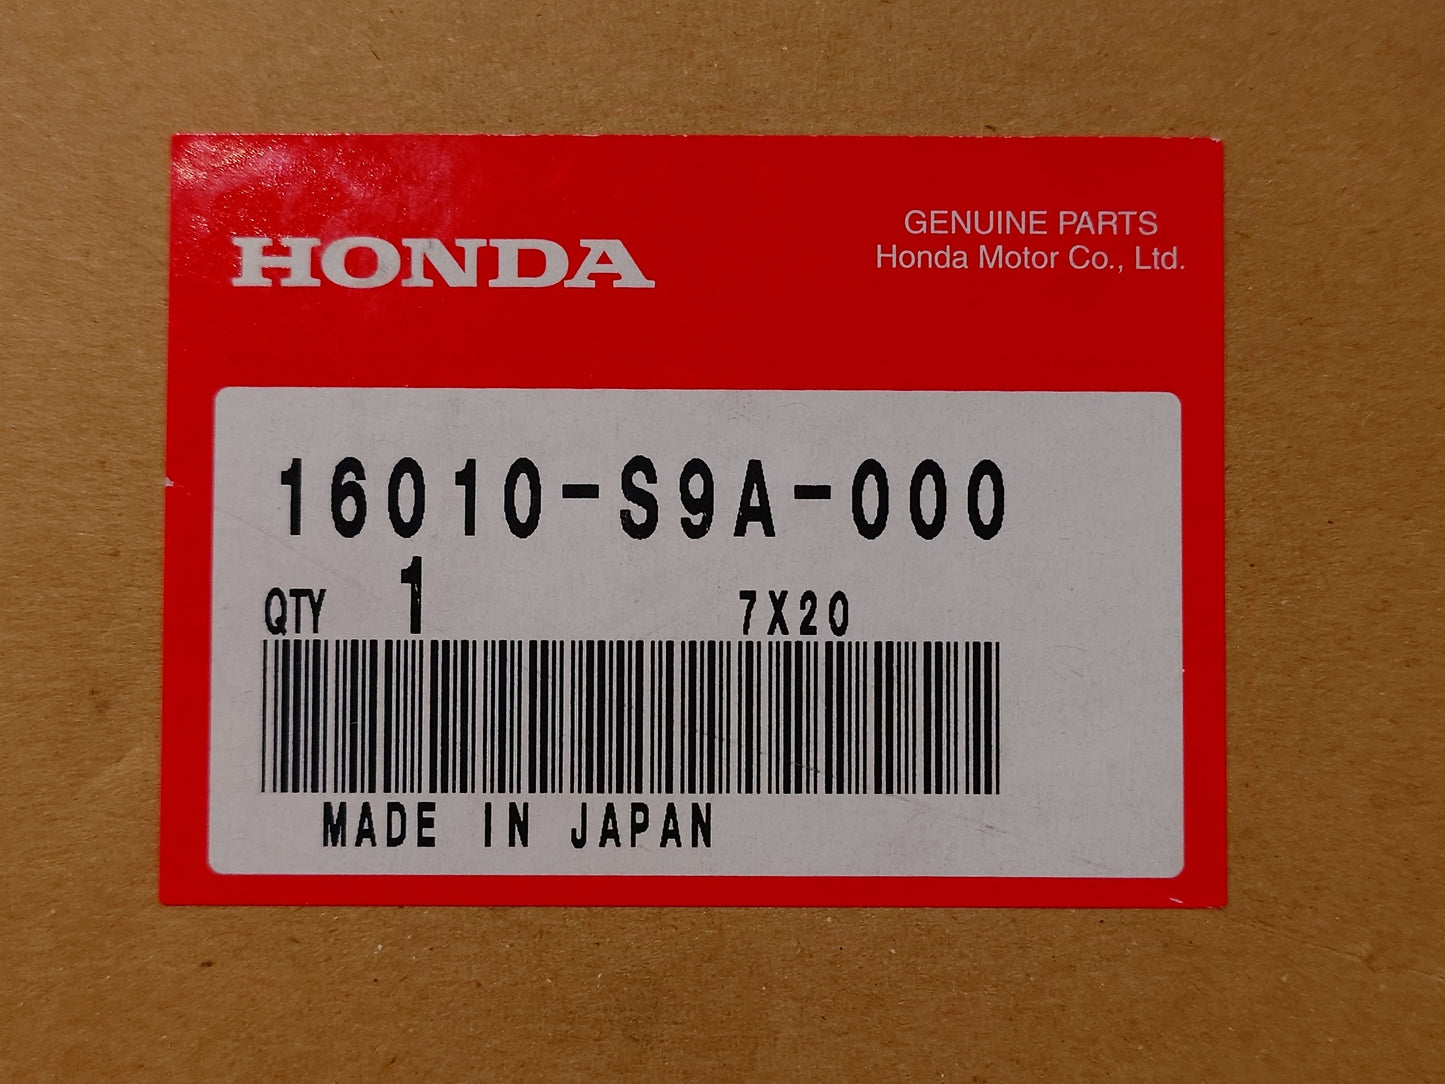 HONDA
GENUINE PARTS
Honda Motor Co., Ltd.
16010-S9A-000
QTY 1 7X20
MADE IN JAPAN